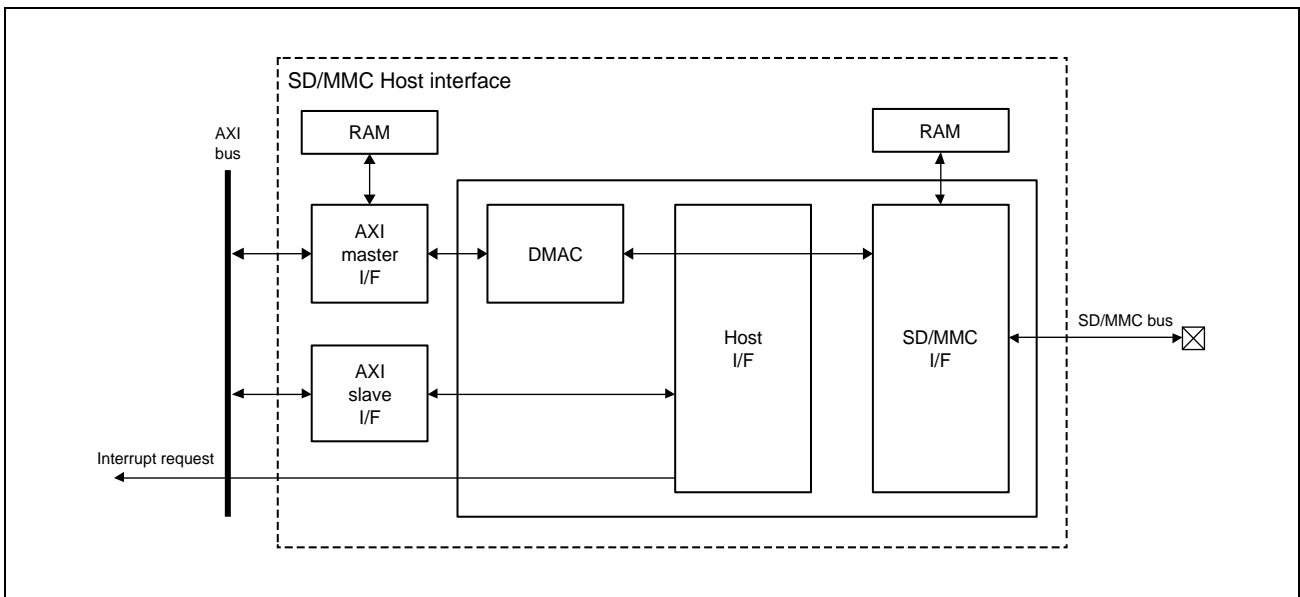 SD/MMC Host interface
AXI
bus
RAM
RAM
AXI
master
I/F
DMAC
Host
I/F
SD/MMC
I/F
SD/MMC bus
AXI
slave
I/F
Interrupt request